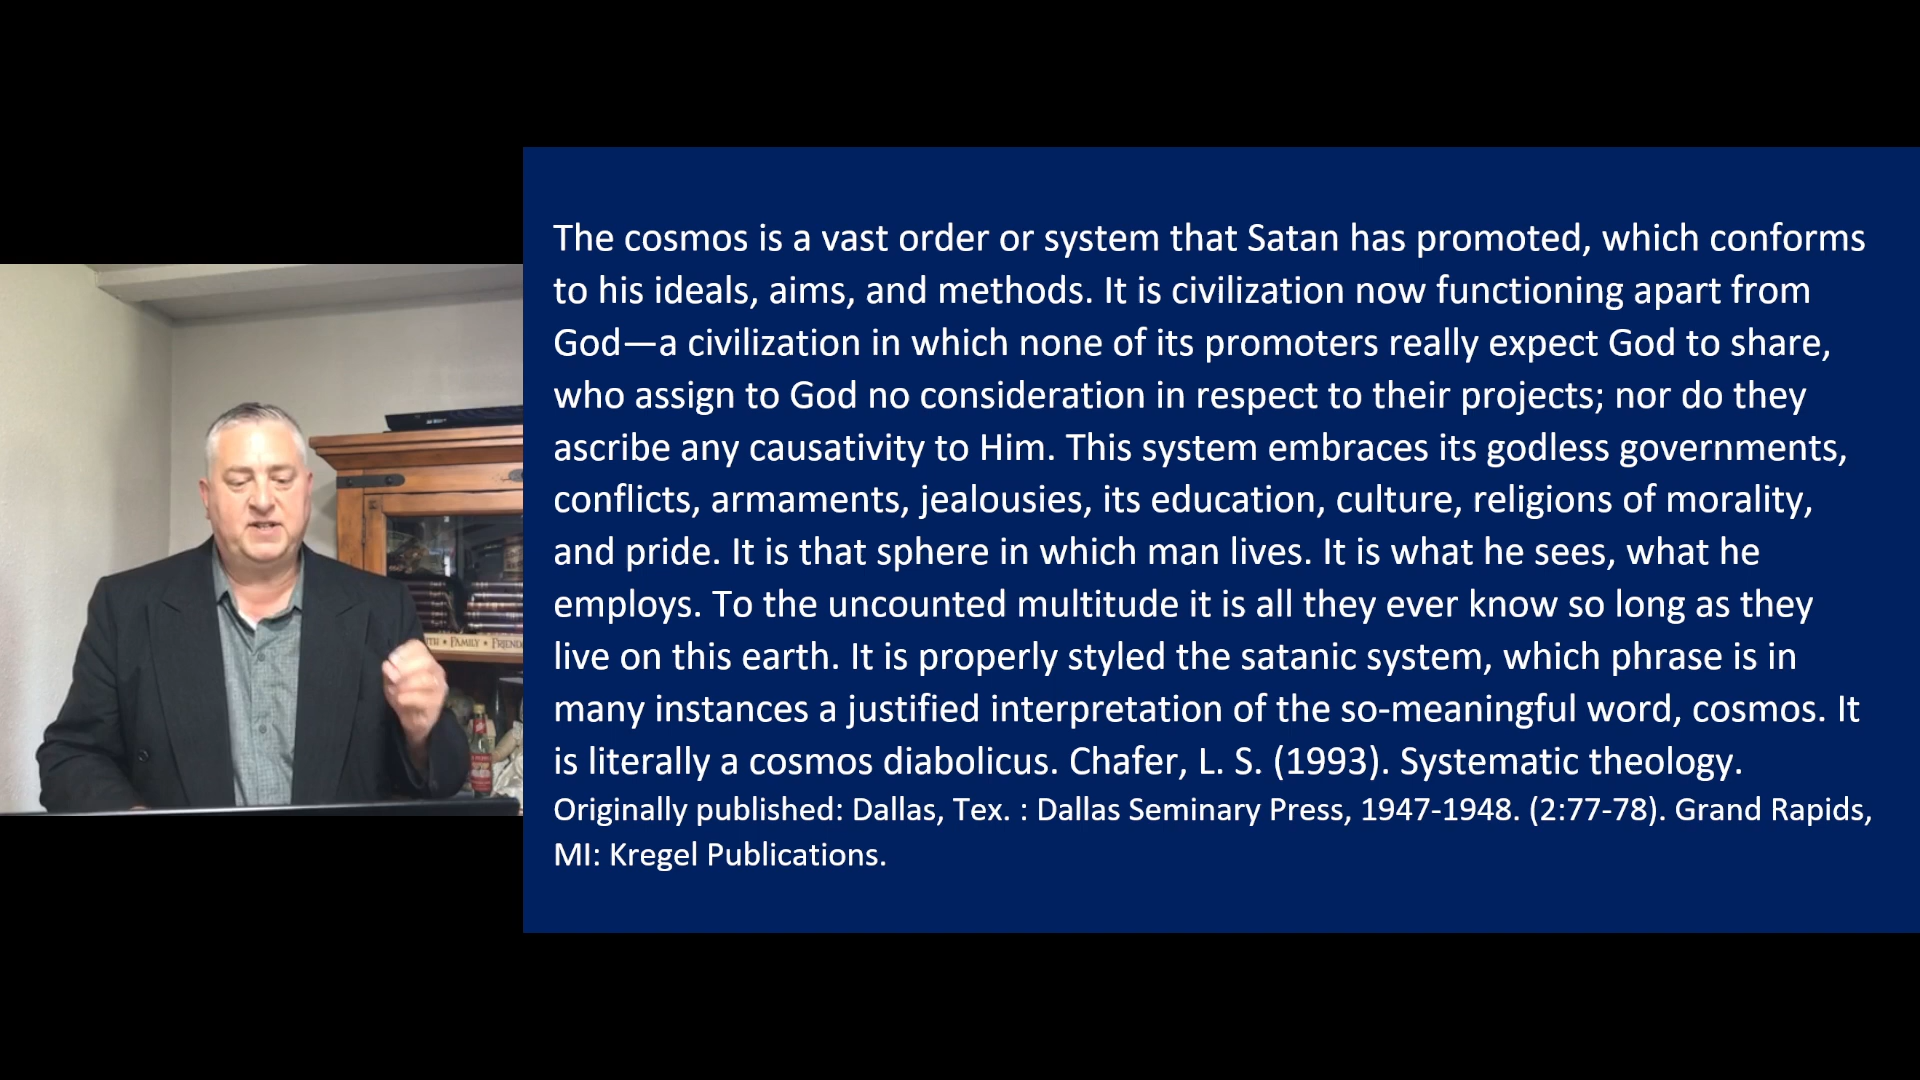 The cosmos is a vast order or system that Satan has promoted, which conforms
to his ideals, aims, and methods. It is civilization now functioning apart from
God—a civilization in which none of its promoters really expect God to share,
who assign to God no consideration in respect to their projects; nor do they
ascribe any causativity to Him. This system embraces its godless governments,
conflicts, armaments, jealousies, its education, culture, religions of morality,
and pride. It is that sphere in which man lives. It is what he sees, what he
employs. To the uncounted multitude it is all they ever know so long as they
live on this earth. It is properly styled the satanic system, which phrase is in
many instances a justified interpretation of the so-meaningful word, cosmos. It
is literally a cosmos diabolicus. Chafer, L. S. (1993). Systematic theology.
Originally published: Dallas, Tex. : Dallas Seminary Press, 1947-1948. (2:77-78). Grand Rapids,
MI: Kregel Publications.
FAMILY